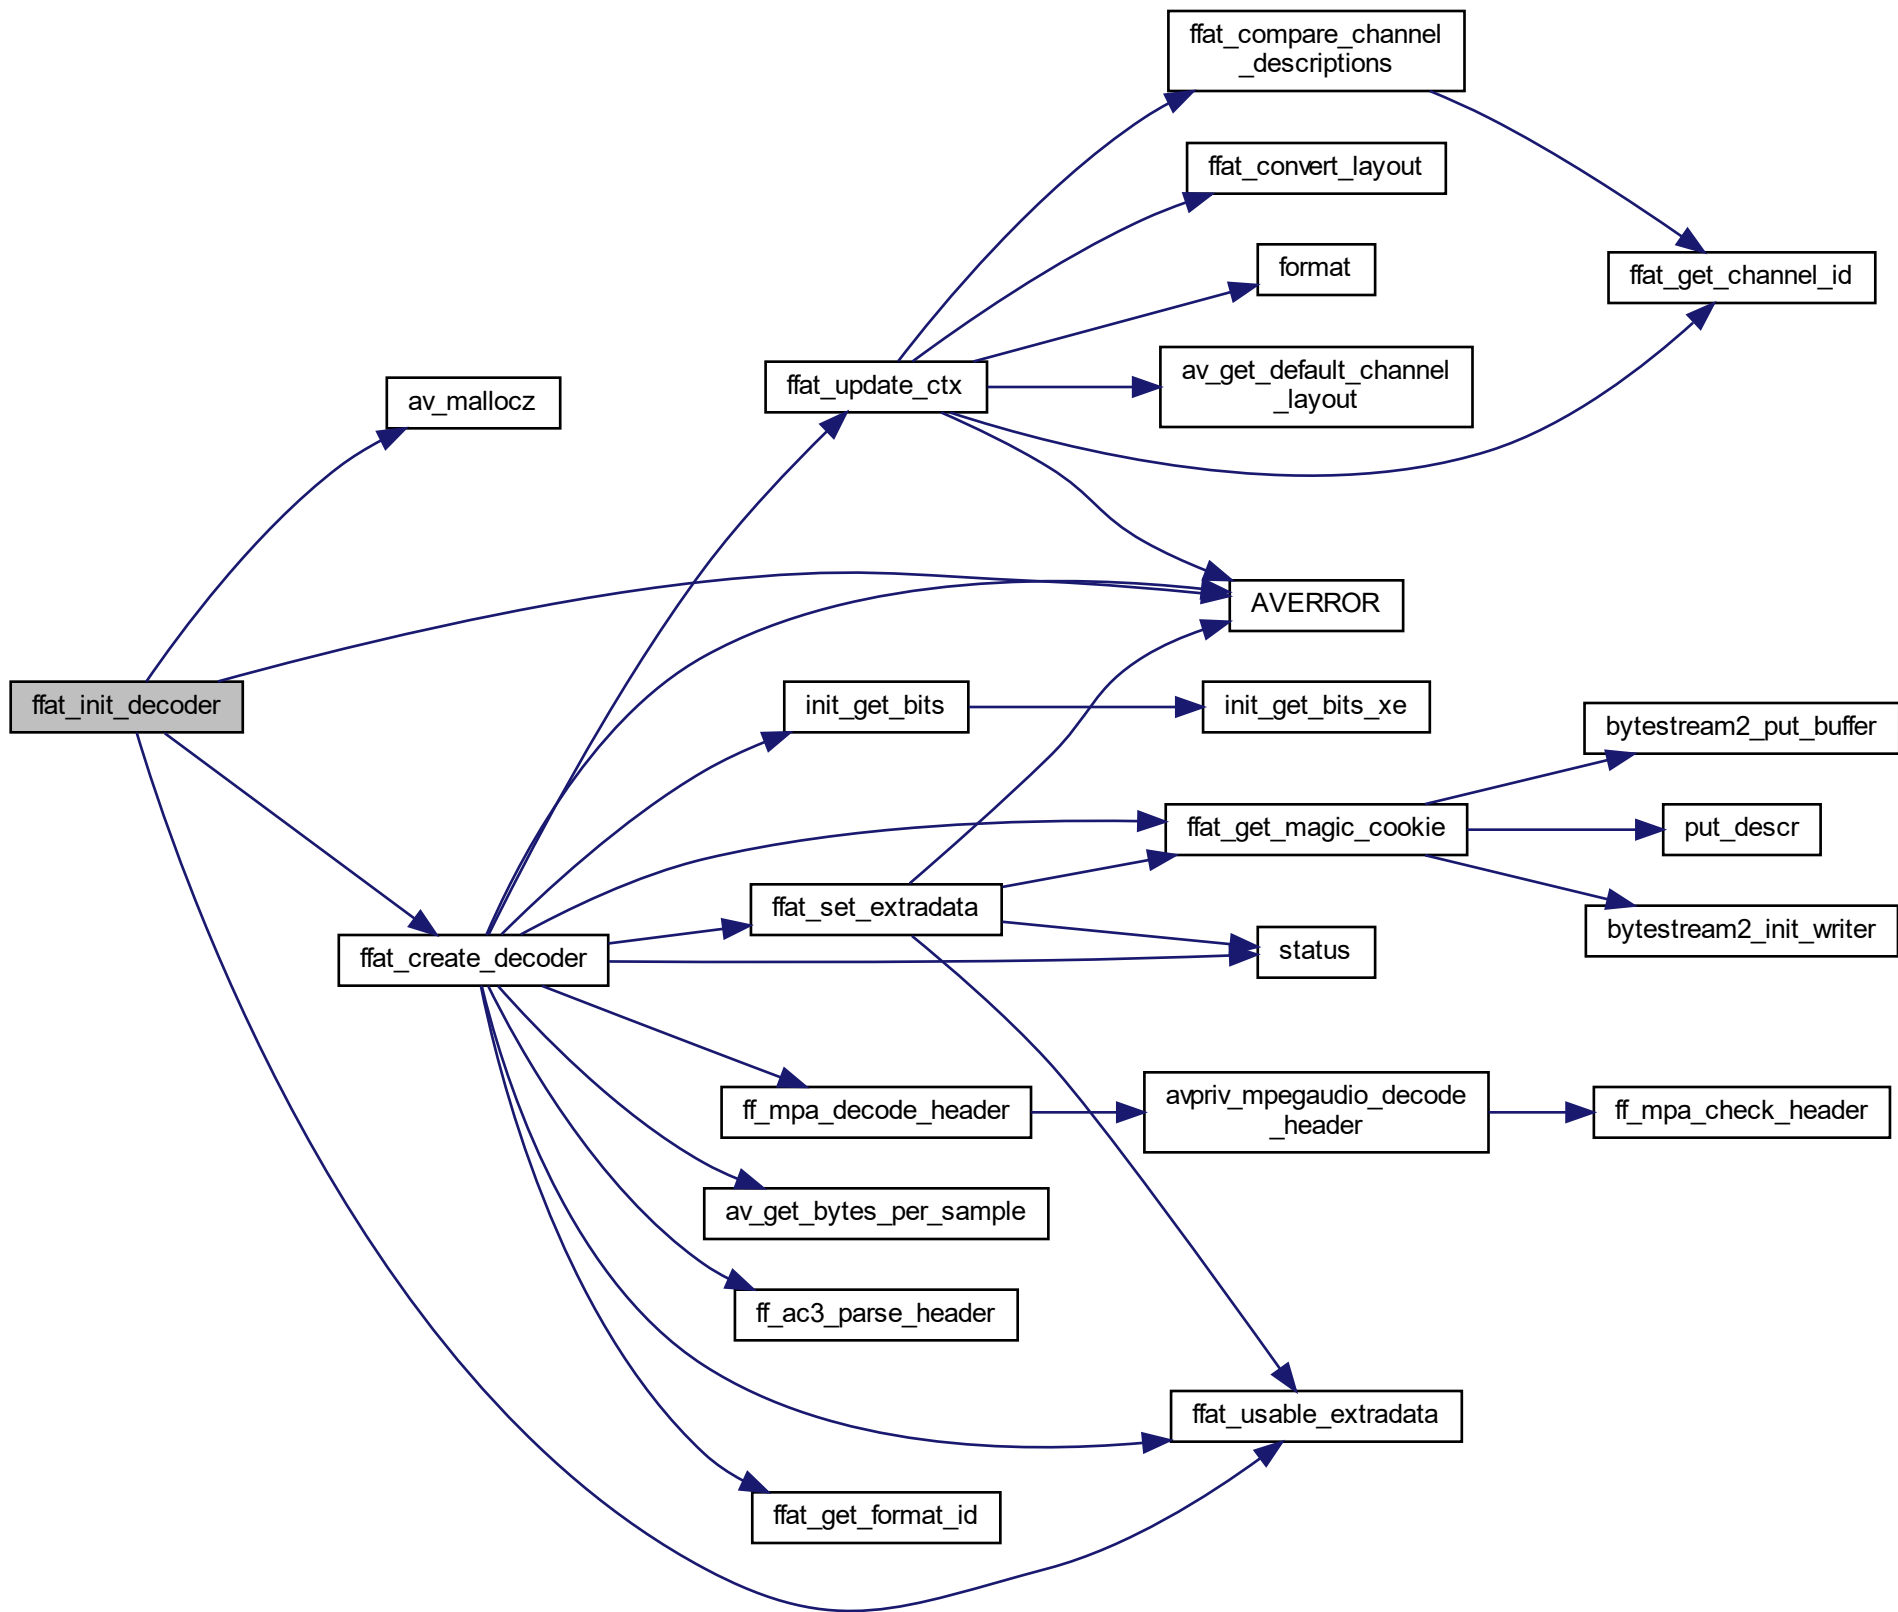 ffat_compare_channel
_descriptions
ffat_convert_layout
ffat_get_channel_id
format
ffat_update_ctx
av_get_default_channel
_layout
av_mallocz
AVERROR
ffat_init_decoder
init_get_bits
init_get_bits_xe
bytestream2_put_buffer
ffat_get_magic_cookie
put_descr
ffat_set_extradata
bytestream2_init_writer
ffat_create_decoder
status
ff_mpa_decode_header
avpriv_mpegaudio_decode
_header
ff_mpa_check_header
av_get_bytes_per_sample
ff_ac3_parse_header
ffat_usable_extradata
ffat_get_format_id